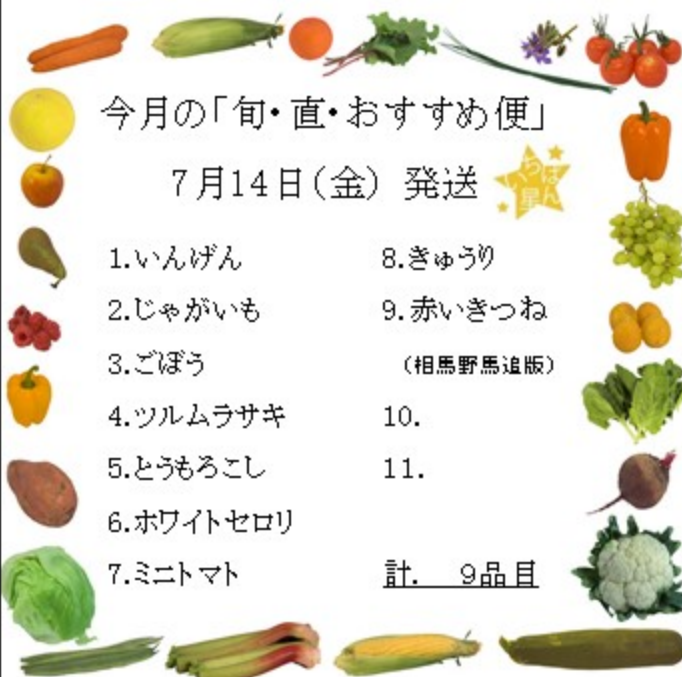 今月の「旬・直・おすすめ便」
7月14日(金) 発送
いちばん星
1.いんげん
2.じゃがいも
3.ごぼう
4.ツルムラサキ
5.とうもろこし
6.ホワイトセロリ
7.ミニトマト
8.きゅうり
9.赤いきつね
(相馬野馬追版)
10.
11.
計. 9品目